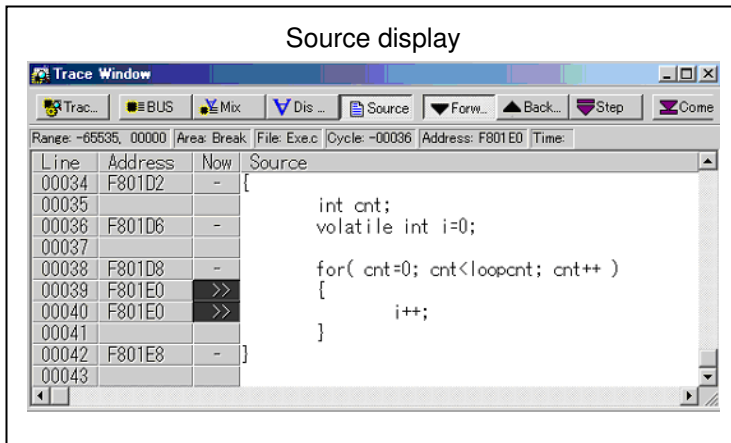 Source display
Trace Window
Trac... BUS Mix Dis ... Source Forw... Back... Step Come
Range: -65535, 00000 Area: Break File: Exe.c Cycle: -00036 Address: F801E0 Time:
Line Address Now Source
00034 F801D2 - {
00035 int cnt;
00036 F801D6 - volatile int i=0;
00037
00038 F801D8 - for( cnt=0; cnt<loopcnt; cnt++ )
00039 F801E0 >> {
00040 F801E0 >> i++;
00041 }
00042 F801E8 - }
00043